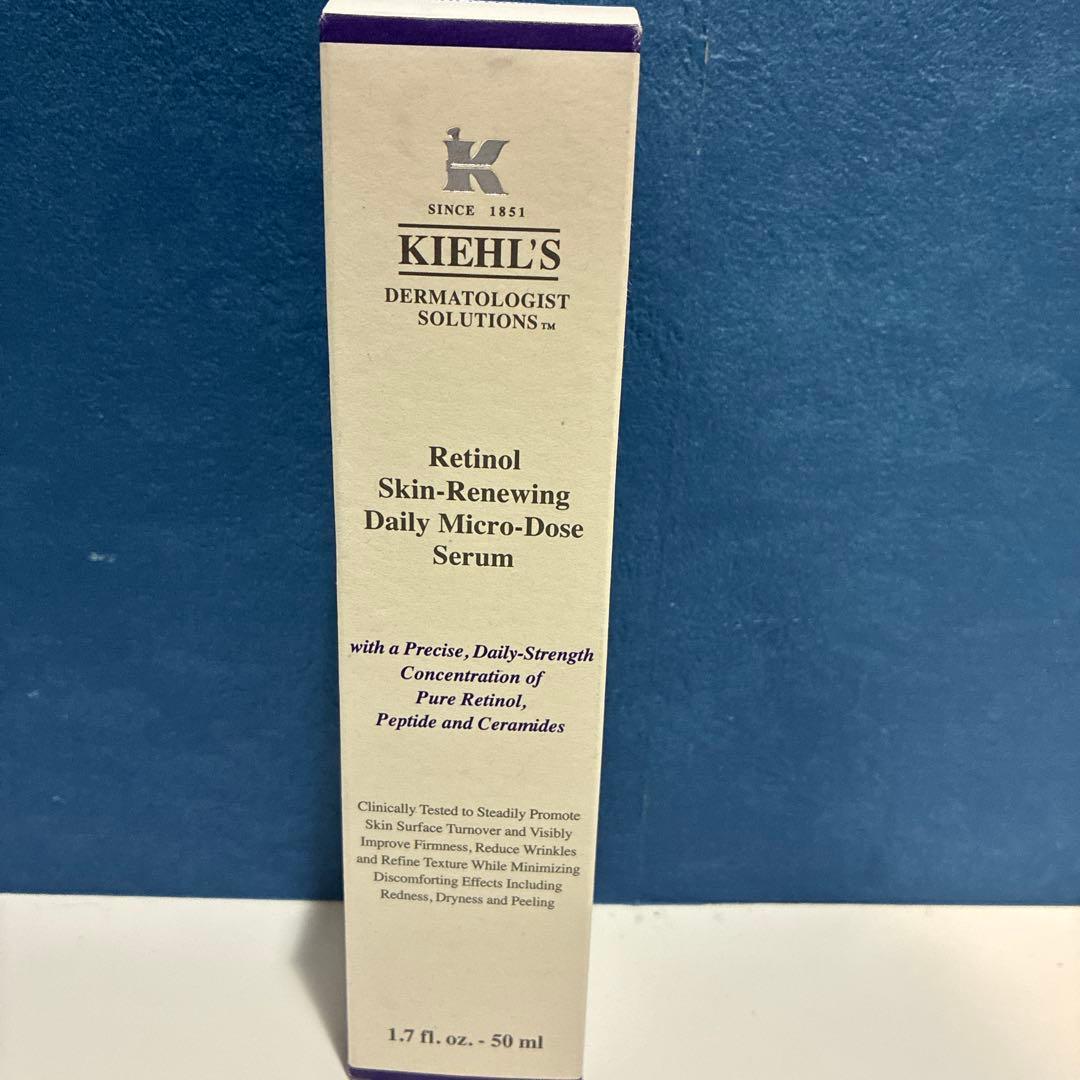 K
SINCE 1851
KIEHL'S
DERMATOLOGIST
SOLUTIONS™
Retinol
Skin-Renewing
Daily Micro-Dose
Serum
with a Precise, Daily-Strength
Concentration of
Pure Retinol,
Peptide and Ceramides
Clinically Tested to Steadily Promote
Skin Surface Turnover and Visibly
Improve Firmness, Reduce Wrinkles
and Refine Texture While Minimizing
Discomforting Effects Including
Redness, Dryness and Peeling
1.7 fl. oz. - 50 ml